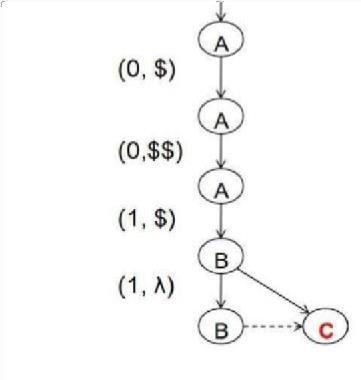 A
(0, $)
A
(0,$$)
A
(1, $)
B
(1, λ)
B
C